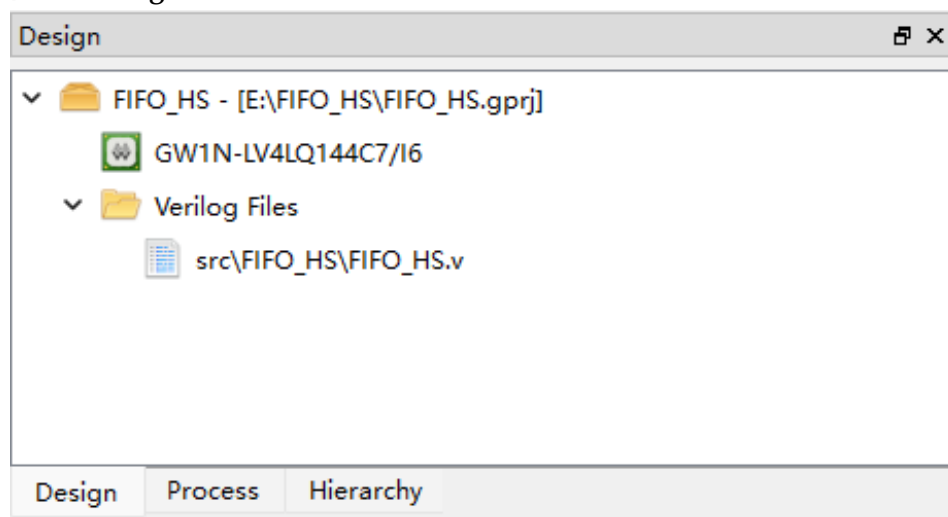 Design
FIFO_HS - [E:\FIFO_HS\FIFO_HS.gprj]
GW1N-LV4LQ144C7/I6
Verilog Files
src\FIFO_HS\FIFO_HS.v
Design Process Hierarchy